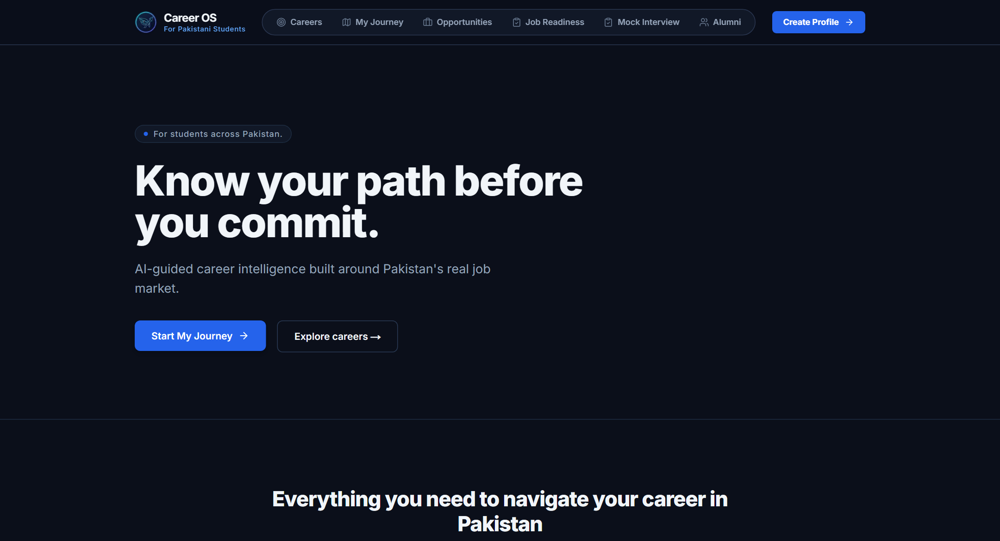 Career OS
For Pakistani Students
Careers
My Journey
Opportunities
Job Readiness
Mock Interview
Alumni
Create Profile →
For students across Pakistan.
Know your path before
you commit.
AI-guided career intelligence built around Pakistan's real job
market.
Start My Journey →
Explore careers →
Everything you need to navigate your career in
Pakistan